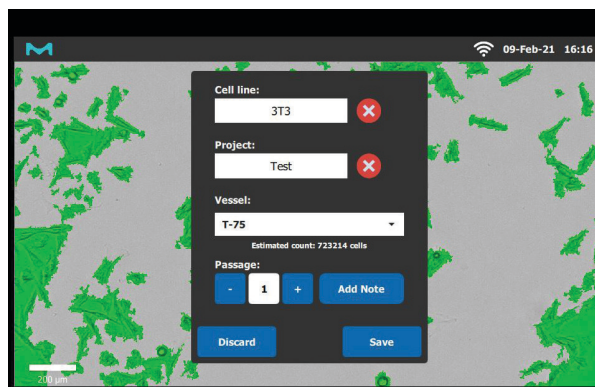 09-Feb-21 16:16
Cell line:
3T3
Project:
Test
Vessel:
T-75
Estimated count: 723214 cells
Passage:
- 1 + Add Note
Discard Save
200 µm